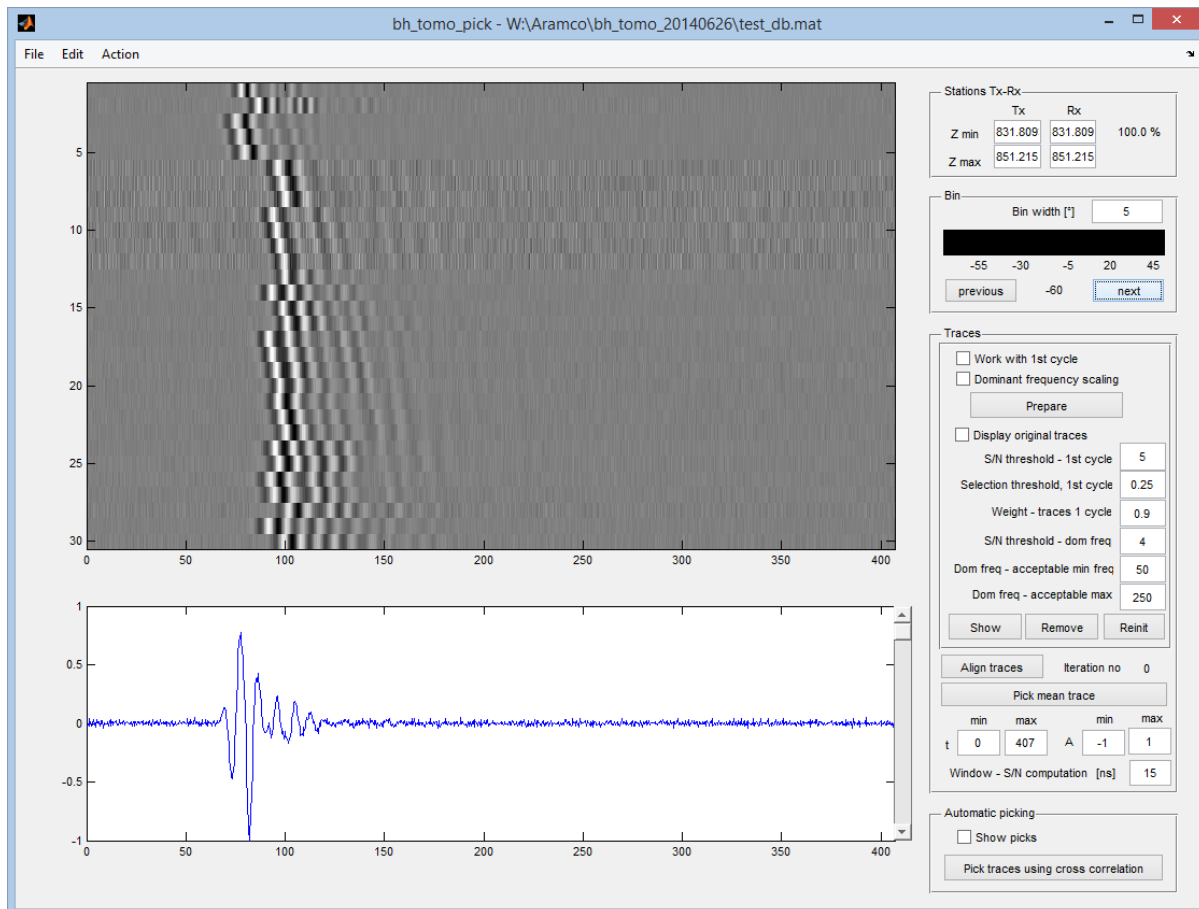 bh_tomo_pick - W:\Aramco\bh_tomo_20140626\test_db.mat
File Edit Action
5
10
15
20
25
30
0 50 100 150 200 250 300 350 400
1
0.5
0
-0.5
-1
0 50 100 150 200 250 300 350 400
Stations Tx-Rx
Tx Rx
Z min 831.809 831.809 100.0 %
Z max 851.215 851.215
Bin
Bin width [°] 5
-55 -30 -5 20 45
previous -60 next
Traces
Work with 1st cycle
Dominant frequency scaling
Prepare
Display original traces
S/N threshold - 1st cycle 5
Selection threshold, 1st cycle 0.25
Weight - traces 1 cycle 0.9
S/N threshold - dom freq 4
Dom freq - acceptable min freq 50
Dom freq - acceptable max 250
Show Remove Reinit
Align traces Iteration no 0
Pick mean trace
min max min max
t 0 407 A -1 1
Window - S/N computation [ns] 15
Automatic picking
Show picks
Pick traces using cross correlation